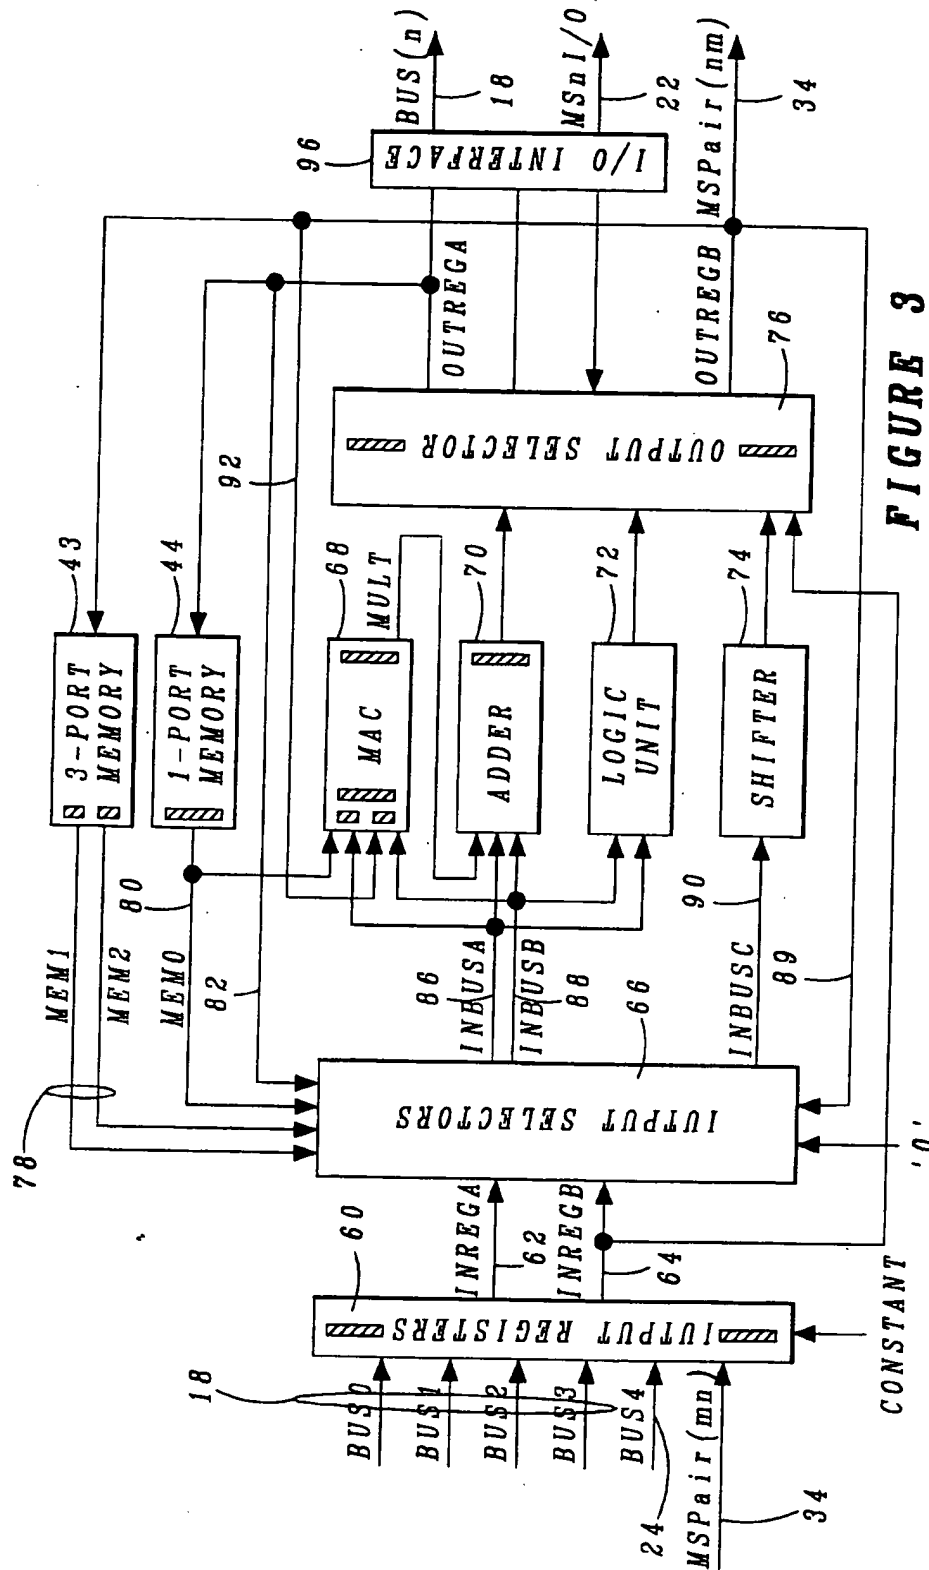 78
MEM1
MEM2
3-PORT
MEMORY
43
80
MEM0
82
1-PORT
MEMORY
44
92
96
BUS(n)
18
MSnI/O
22
I/O INTERFACE
MSPair(nm)
34
OUTREGA
OUTREGB
OUTPUT SELECTOR
76
MAC
68
MULT
ADDER
70
LOGIC
UNIT
72
SHIFTER
74
86
INBUSA
INBUSB
88
INBUSC
90
89
66
IUTPUT SELECTORS
'0'
60
INREGA
62
INREGB
64
IUTPUT REGISTERS
CONSTANT
18
BUS0
BUS1
BUS2
BUS3
BUS4
24
MSPair(mn)
34
FIGURE 3